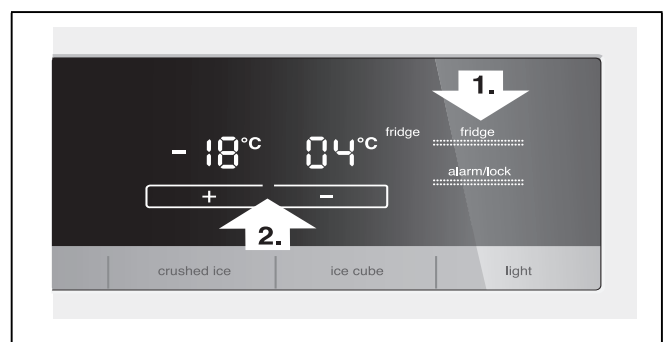 1.
-18°C 04°C fridge fridge
alarm/lock
+ −
2.
crushed ice ice cube light